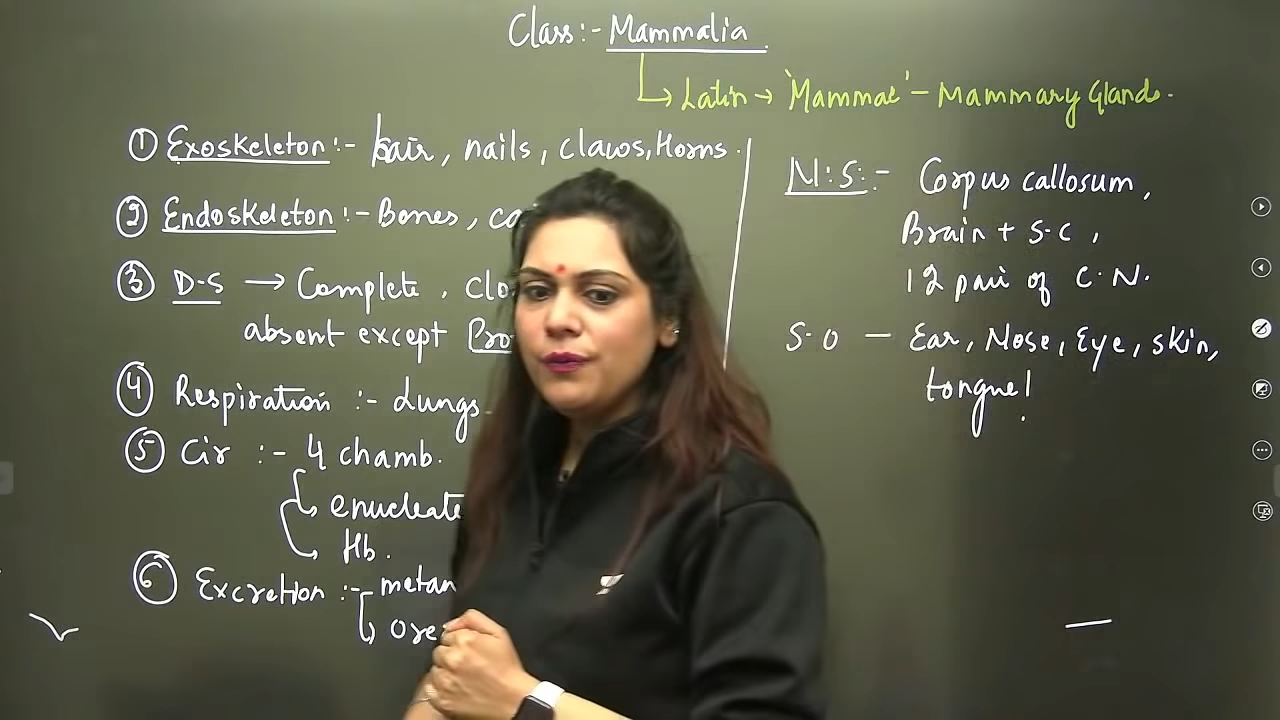 Class:- Mammalia
Latin → 'Mammae' - Mammary Glands.
① Exoskeleton :- hair, nails, claws, Horns.
② Endoskeleton :- Bones,
③ D-S → Complete,
absent except
④ Respiration :- Lungs
⑤ Cir :- 4 chamb.
enucleate
Hb.
⑥ Excretion :-
N:S:- Corpus callosum,
Brain + S.C,
12 pair of C.N.
S-O — Ear, Nose, Eye, skin,
tongue!